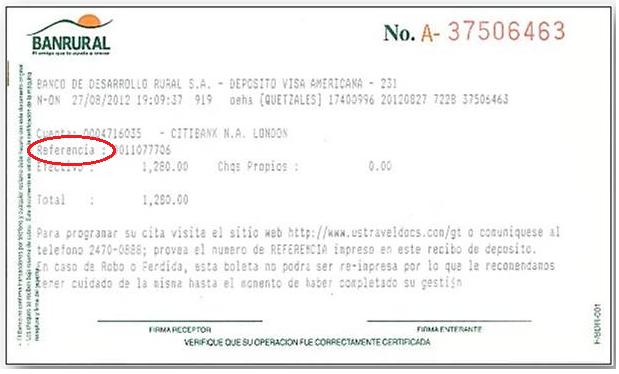 BANRURAL
El amigo que te ayuda a crecer
No. A- 37506463
BANCO DE DESARROLLO RURAL S.A. - DEPOSITO VISA AMERICANA - 231
N-ON 27/08/2012 19:09:37 919 oeha [QUETZALES] 17400996 20120827 722B 37506463
Cuenta: 0004716035 - CITIBANK N.A. LONDON
Referencia : 011077706
Efectivo : 1,280.00 Chqs Propios : 0.00
Total : 1,280.00
Para programar su cita visita el sitio web http://www.ustraveldocs.com/gt o comuniquese al
telefono 2470-0888; provea el numero de REFERENCIA impreso en este recibo de deposito.
En caso de Robo o Perdida, esta boleta no podra ser re-impresa por lo que le recomendamos
tener cuidado de la misma hasta el momento de haber completado su gestión
FIRMA RECEPTOR FIRMA ENTERANTE
VERIFIQUE QUE SU OPERACION FUE CORRECTAMENTE CERTIFICADA